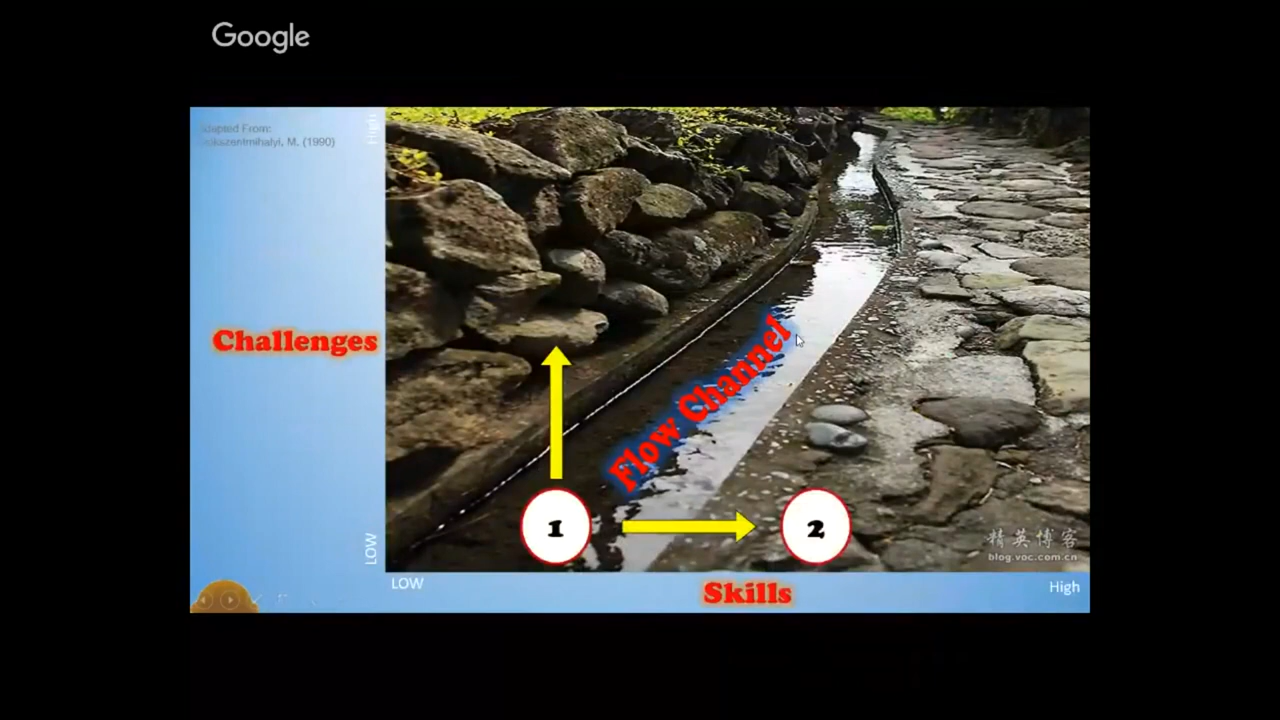 Google
Adapted From:
Csikszentmihalyi, M. (1990)
High
Challenges
Flow Channel
1
2
LOW
LOW
Skills
High
精英博客
blog.voc.com.cn